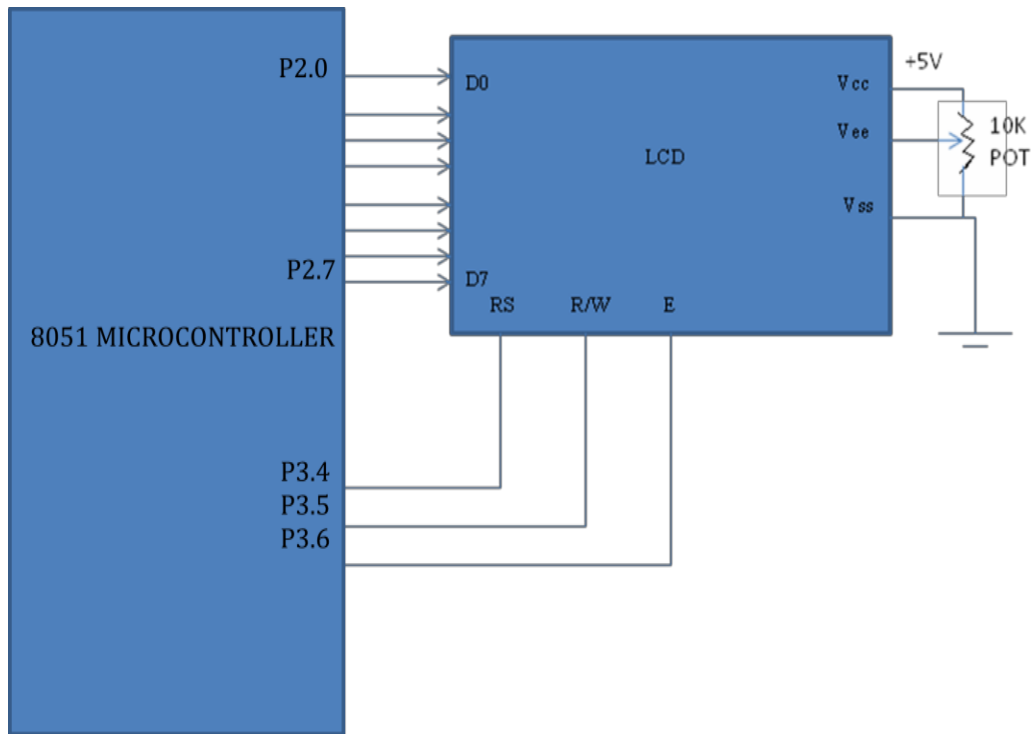 P2.0
P2.7
8051 MICROCONTROLLER
P3.4
P3.5
P3.6
D0
D7
LCD
RS R/W E
Vcc
Vee
Vss
+5V
10K
POT